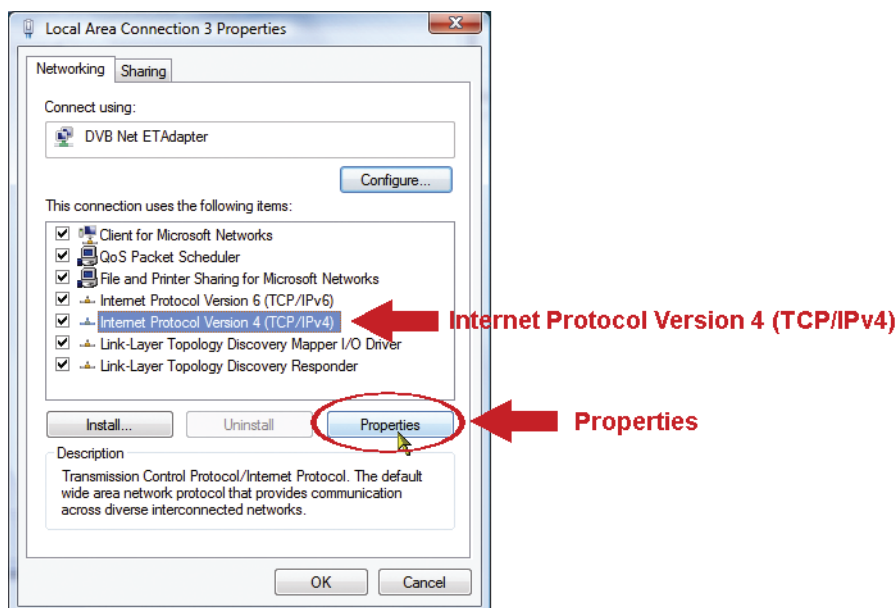 Local Area Connection 3 Properties
Networking
Sharing
Connect using:
DVB Net ETAdapter
Configure...
This connection uses the following items:
Client for Microsoft Networks
QoS Packet Scheduler
File and Printer Sharing for Microsoft Networks
Internet Protocol Version 6 (TCP/IPv6)
Internet Protocol Version 4 (TCP/IPv4)
Internet Protocol Version 4 (TCP/IPv4)
Link-Layer Topology Discovery Mapper I/O Driver
Link-Layer Topology Discovery Responder
Install...
Uninstall
Properties
Properties
Description
Transmission Control Protocol/Internet Protocol. The default
wide area network protocol that provides communication
across diverse interconnected networks.
OK
Cancel